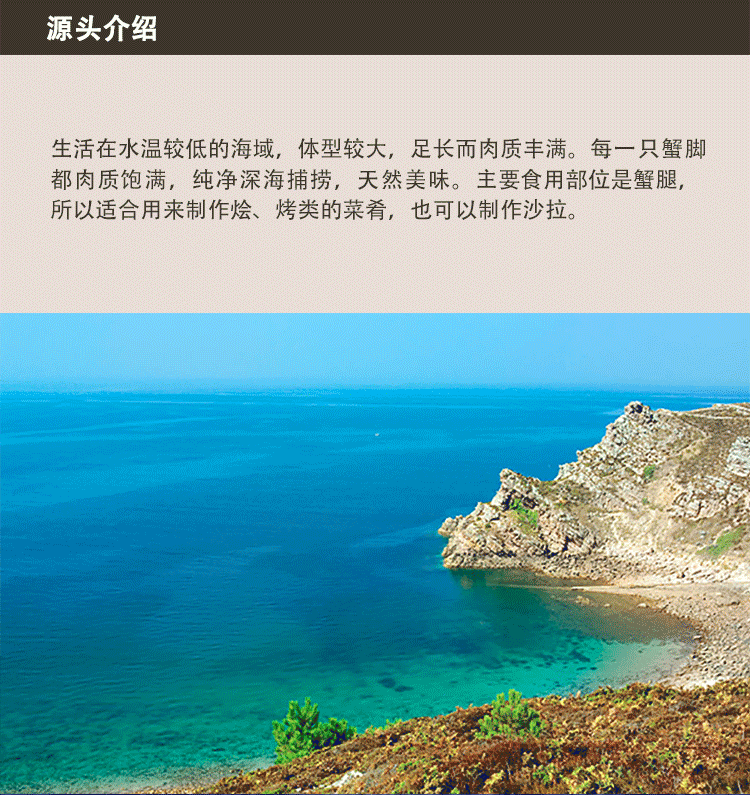 源头介绍
生活在水温较低的海域，体型较大，足长而肉质丰满。每一只蟹脚
都肉质饱满，纯净深海捕捞，天然美味。主要食用部位是蟹腿，
所以适合用来制作烩、烤类的菜肴，也可以制作沙拉。